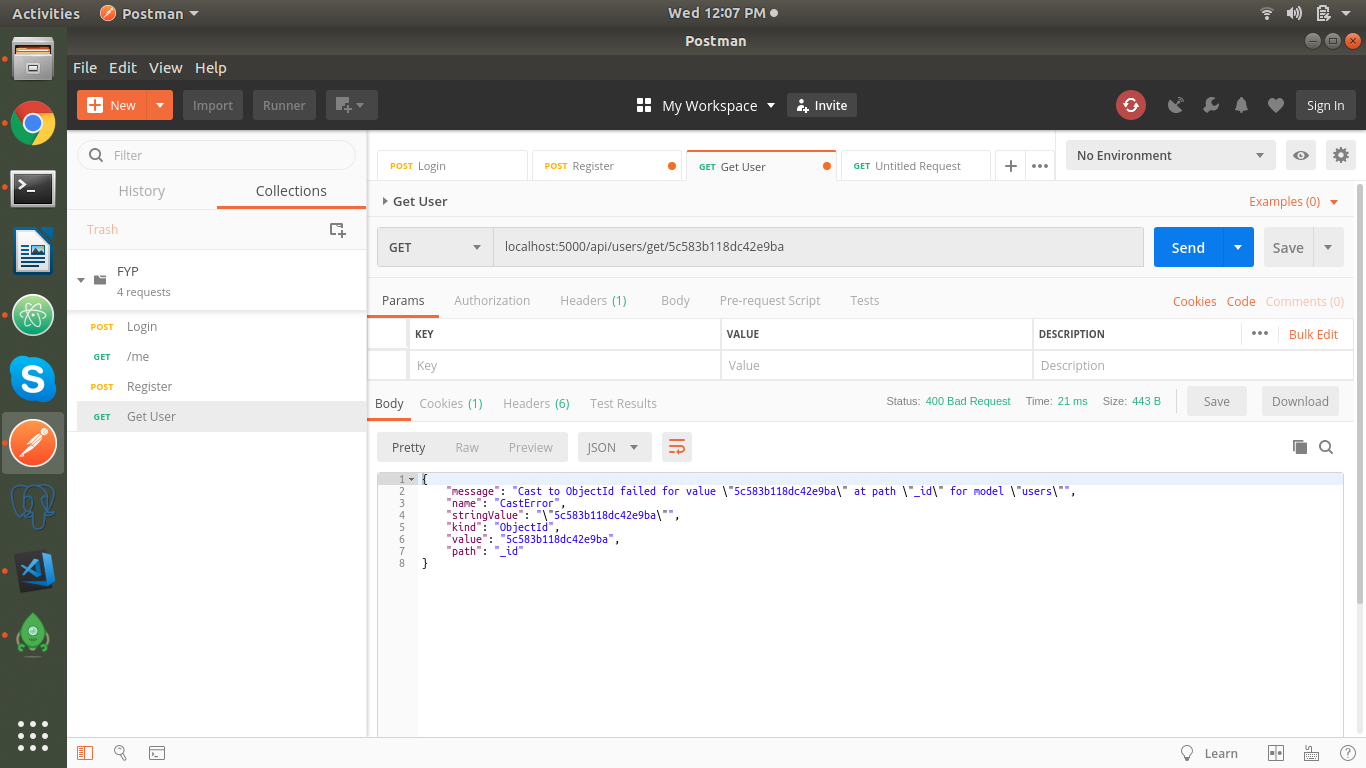 Activities Postman Wed 12:07 PM
Postman
File Edit View Help
New Import Runner My Workspace Invite Sign In
Filter
History Collections
Trash
FYP
4 requests
POST Login
GET /me
POST Register
GET Get User
POST Login POST Register GET Get User GET Untitled Request No Environment
Get User Examples (0)
GET localhost:5000/api/users/get/5c583b118dc42e9ba Send Save
Params Authorization Headers (1) Body Pre-request Script Tests Cookies Code Comments (0)
KEY VALUE DESCRIPTION Bulk Edit
Key Value Description
Body Cookies (1) Headers (6) Test Results Status: 400 Bad Request Time: 21 ms Size: 443 B Save Download
Pretty Raw Preview JSON
1 {
2 "message": "Cast to ObjectId failed for value \"5c583b118dc42e9ba\" at path \"_id\" for model \"users\"",
3 "name": "CastError",
4 "stringValue": "\"5c583b118dc42e9ba\"",
5 "kind": "ObjectId",
6 "value": "5c583b118dc42e9ba",
7 "path": "_id"
8 }
Learn